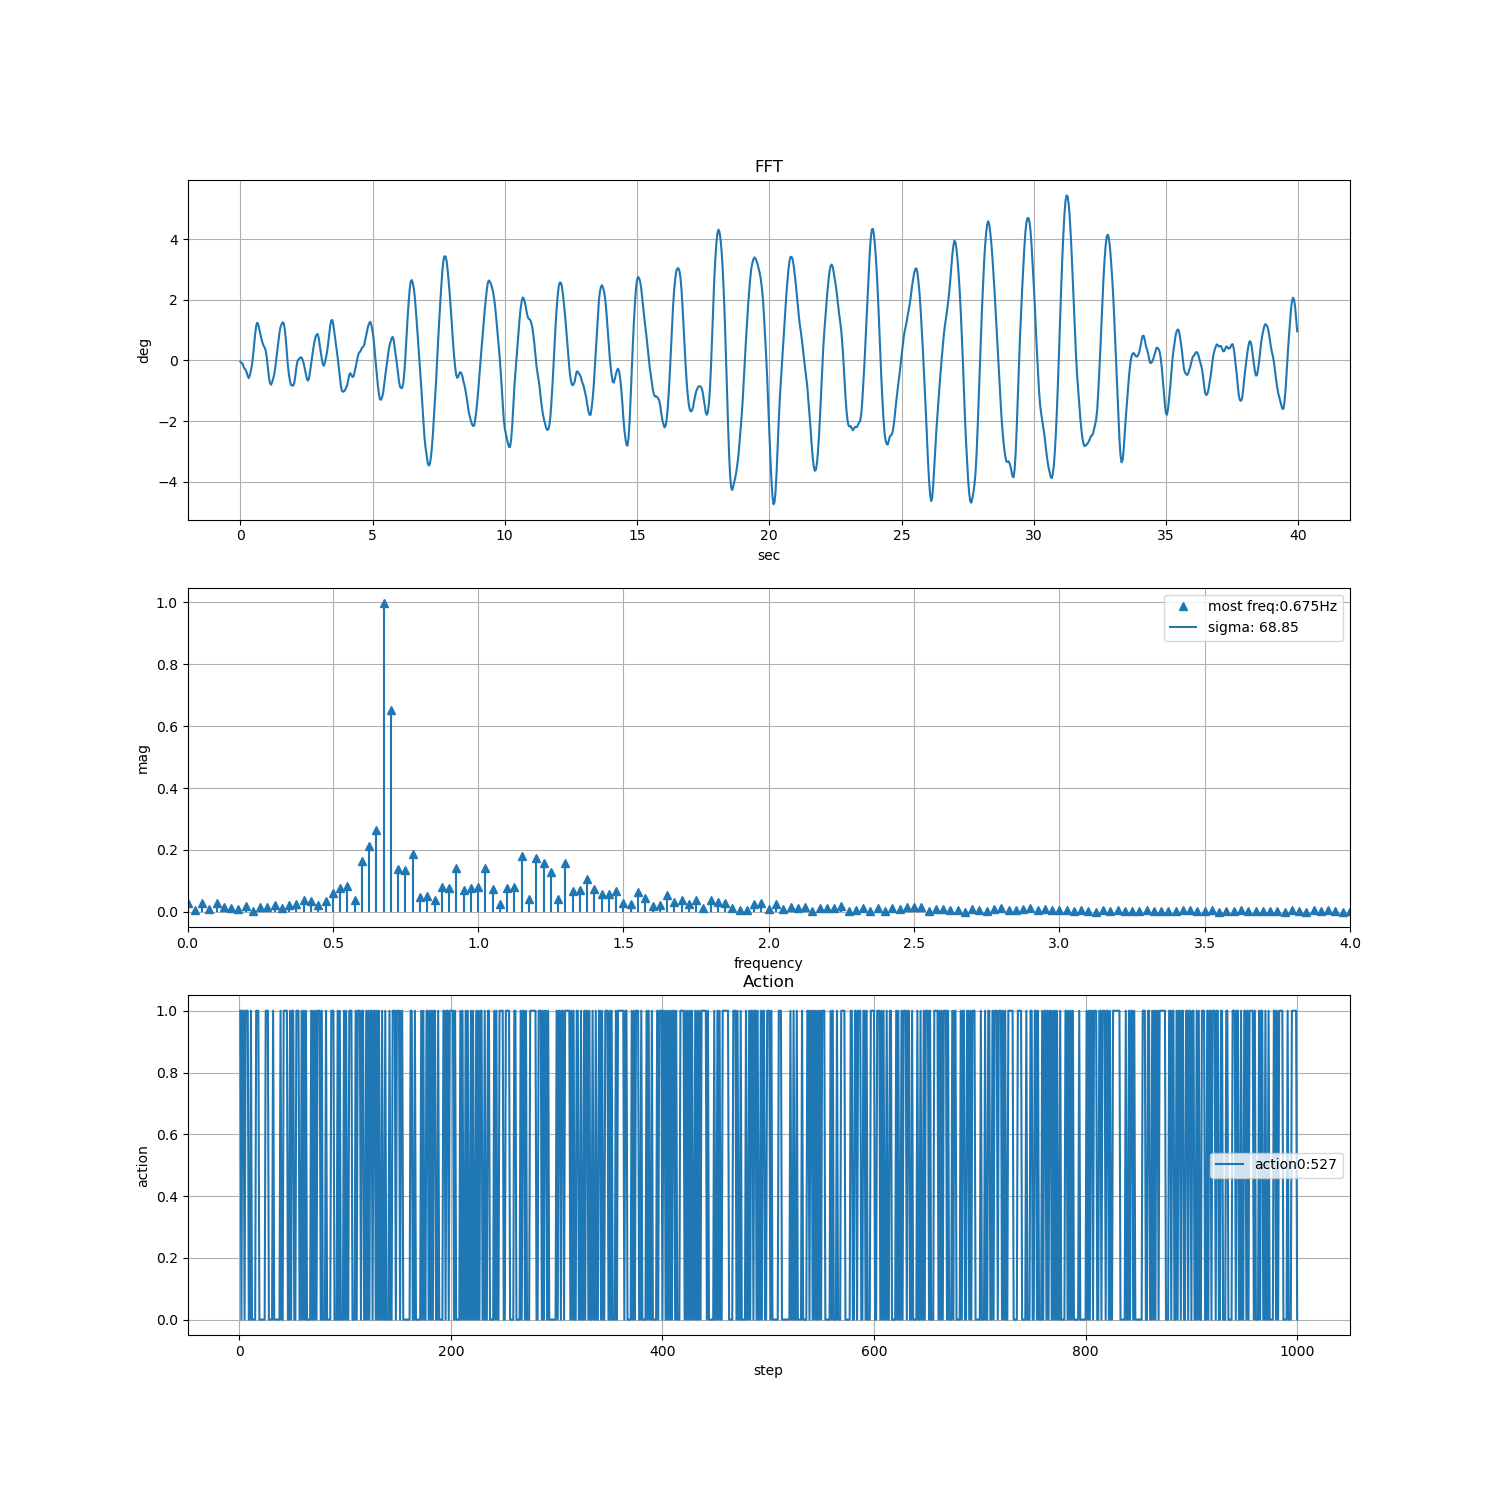 FFT
deg
4
2
0
−2
−4
0 5 10 15 20 25 30 35 40
sec
most freq:0.675Hz
sigma: 68.85
mag
1.0
0.8
0.6
0.4
0.2
0.0
0.0 0.5 1.0 1.5 2.0 2.5 3.0 3.5 4.0
frequency
Action
action
1.0
0.8
0.6
0.4
0.2
0.0
action0:527
0 200 400 600 800 1000
step